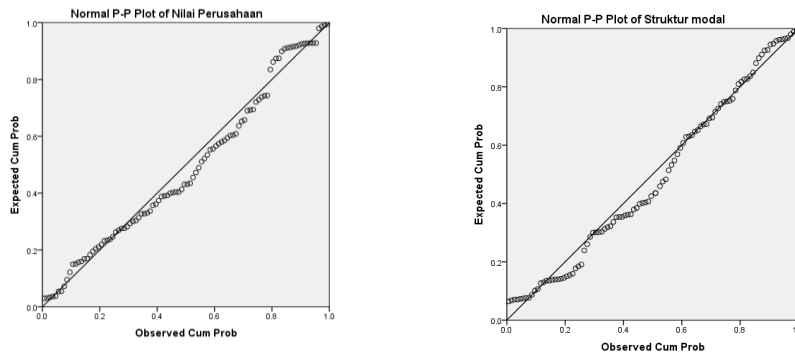 Normal P-P Plot of Nilai Perusahaan
1.0
0.8
0.6
0.4
0.2
0.0
Expected Cum Prob
0.0 0.2 0.4 0.6 0.8 1.0
Observed Cum Prob
Normal P-P Plot of Struktur modal
1.0
0.8
0.6
0.4
0.2
0.0
Expected Cum Prob
0.0 0.2 0.4 0.6 0.8
Observed Cum Prob